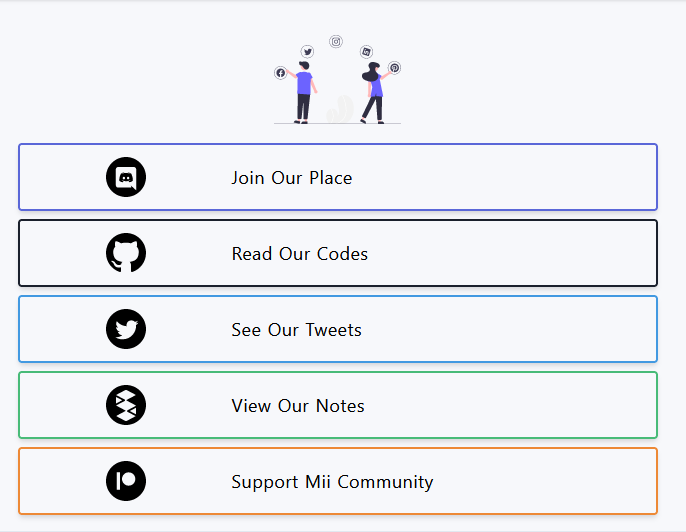 Join Our Place
Read Our Codes
See Our Tweets
View Our Notes
Support Mii Community